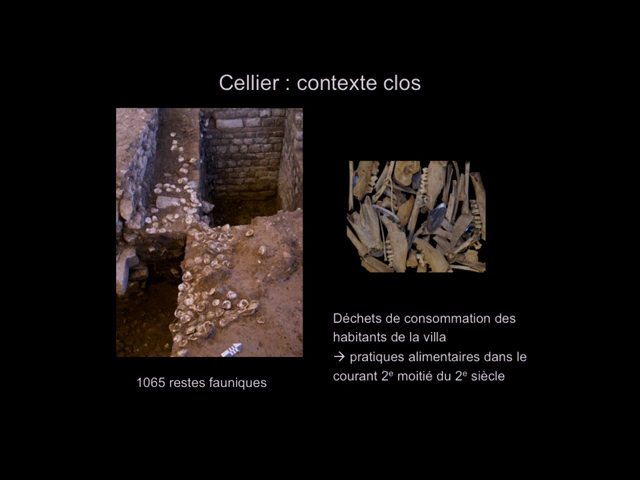 Cellier : contexte clos
Déchets de consommation des
habitants de la villa
→ pratiques alimentaires dans le
courant 2e moitié du 2e siècle
1065 restes fauniques